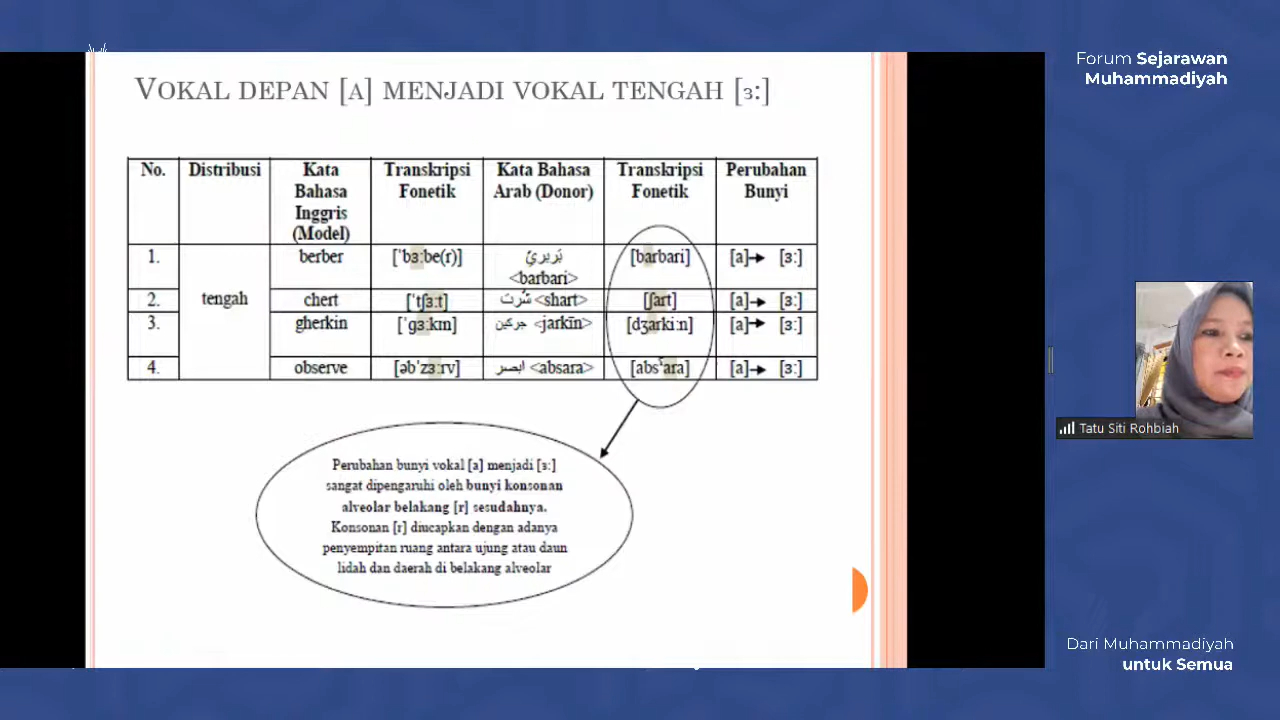 Forum Sejarawan
Muhammadiyah
VOKAL DEPAN [A] MENJADI VOKAL TENGAH [ɜ:]
No. Distribusi Kata Bahasa Inggris (Model) Transkripsi Fonetik Kata Bahasa Arab (Donor) Transkripsi Fonetik Perubahan Bunyi
1. berber [ˈbɜ:be(r)] بَربريّ <barbari> [barbari] [a]→ [ɜ:]
2. tengah chert [ˈtʃɜ:t] <shart> [ʃart] [a]→ [ɜ:]
3. gherkin [ˈgɜ:kɪn] جركين <jarkīn> [dʒarki:n] [a]→ [ɜ:]
4. observe [əbˈzɜ:rv] ابصر <absara> [absˤara] [a]→ [ɜ:]
Perubahan bunyi vokal [a] menjadi [ɜ:]
sangat dipengaruhi oleh bunyi konsonan
alveolar belakang [r] sesudahnya.
Konsonan [r] diucapkan dengan adanya
penyempitan ruang antara ujung atau daun
lidah dan daerah di belakang alveolar
Tatu Siti Rohbiah
Dari Muhammadiyah
untuk Semua